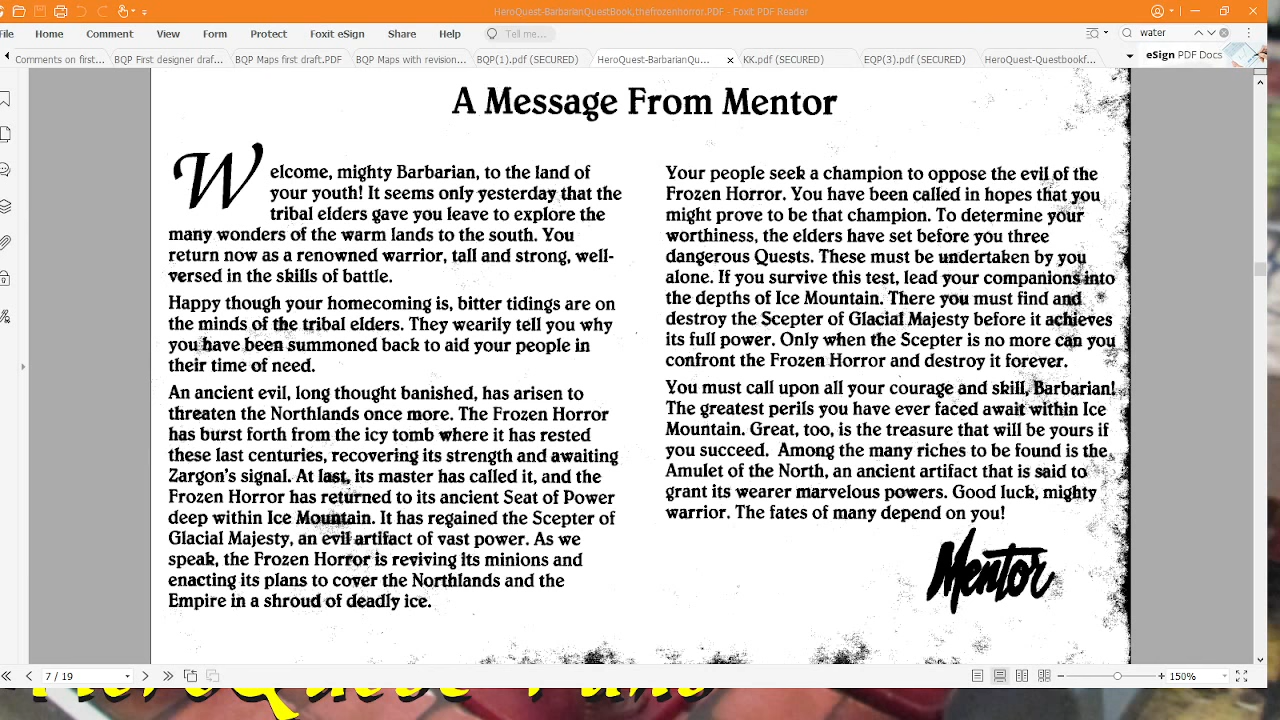 HeroQuest-BarbarianQuestBook,thefrozenhorror.PDF - Foxit PDF Reader
File Home Comment View Form Protect Foxit eSign Share Help Tell me... water
Comments on first... BQP First designer draf... BQP Maps first draft.PDF BQP Maps with revision... BQP(1).pdf (SECURED) HeroQuest-BarbarianQu... KK.pdf (SECURED) EQP(3).pdf (SECURED) HeroQuest-Questbookf... eSign PDF Docs
A Message From Mentor
Welcome, mighty Barbarian, to the land of
your youth! It seems only yesterday that the
tribal elders gave you leave to explore the
many wonders of the warm lands to the south. You
return now as a renowned warrior, tall and strong, well-
versed in the skills of battle.
Happy though your homecoming is, bitter tidings are on
the minds of the tribal elders. They wearily tell you why
you have been summoned back to aid your people in
their time of need.
An ancient evil, long thought banished, has arisen to
threaten the Northlands once more. The Frozen Horror
has burst forth from the icy tomb where it has rested
these last centuries, recovering its strength and awaiting
Zargon's signal. At last, its master has called it, and the
Frozen Horror has returned to its ancient Seat of Power
deep within Ice Mountain. It has regained the Scepter of
Glacial Majesty, an evil artifact of vast power. As we
speak, the Frozen Horror is reviving its minions and
enacting its plans to cover the Northlands and the
Empire in a shroud of deadly ice.
Your people seek a champion to oppose the evil of the
Frozen Horror. You have been called in hopes that you
might prove to be that champion. To determine your
worthiness, the elders have set before you three
dangerous Quests. These must be undertaken by you
alone. If you survive this test, lead your companions into
the depths of Ice Mountain. There you must find and
destroy the Scepter of Glacial Majesty before it achieves
its full power. Only when the Scepter is no more can you
confront the Frozen Horror and destroy it forever.
You must call upon all your courage and skill, Barbarian!
The greatest perils you have ever faced await within Ice
Mountain. Great, too, is the treasure that will be yours if
you succeed. Among the many riches to be found is the
Amulet of the North, an ancient artifact that is said to
grant its wearer marvelous powers. Good luck, mighty
warrior. The fates of many depend on you!
Mentor
7 / 19 150%